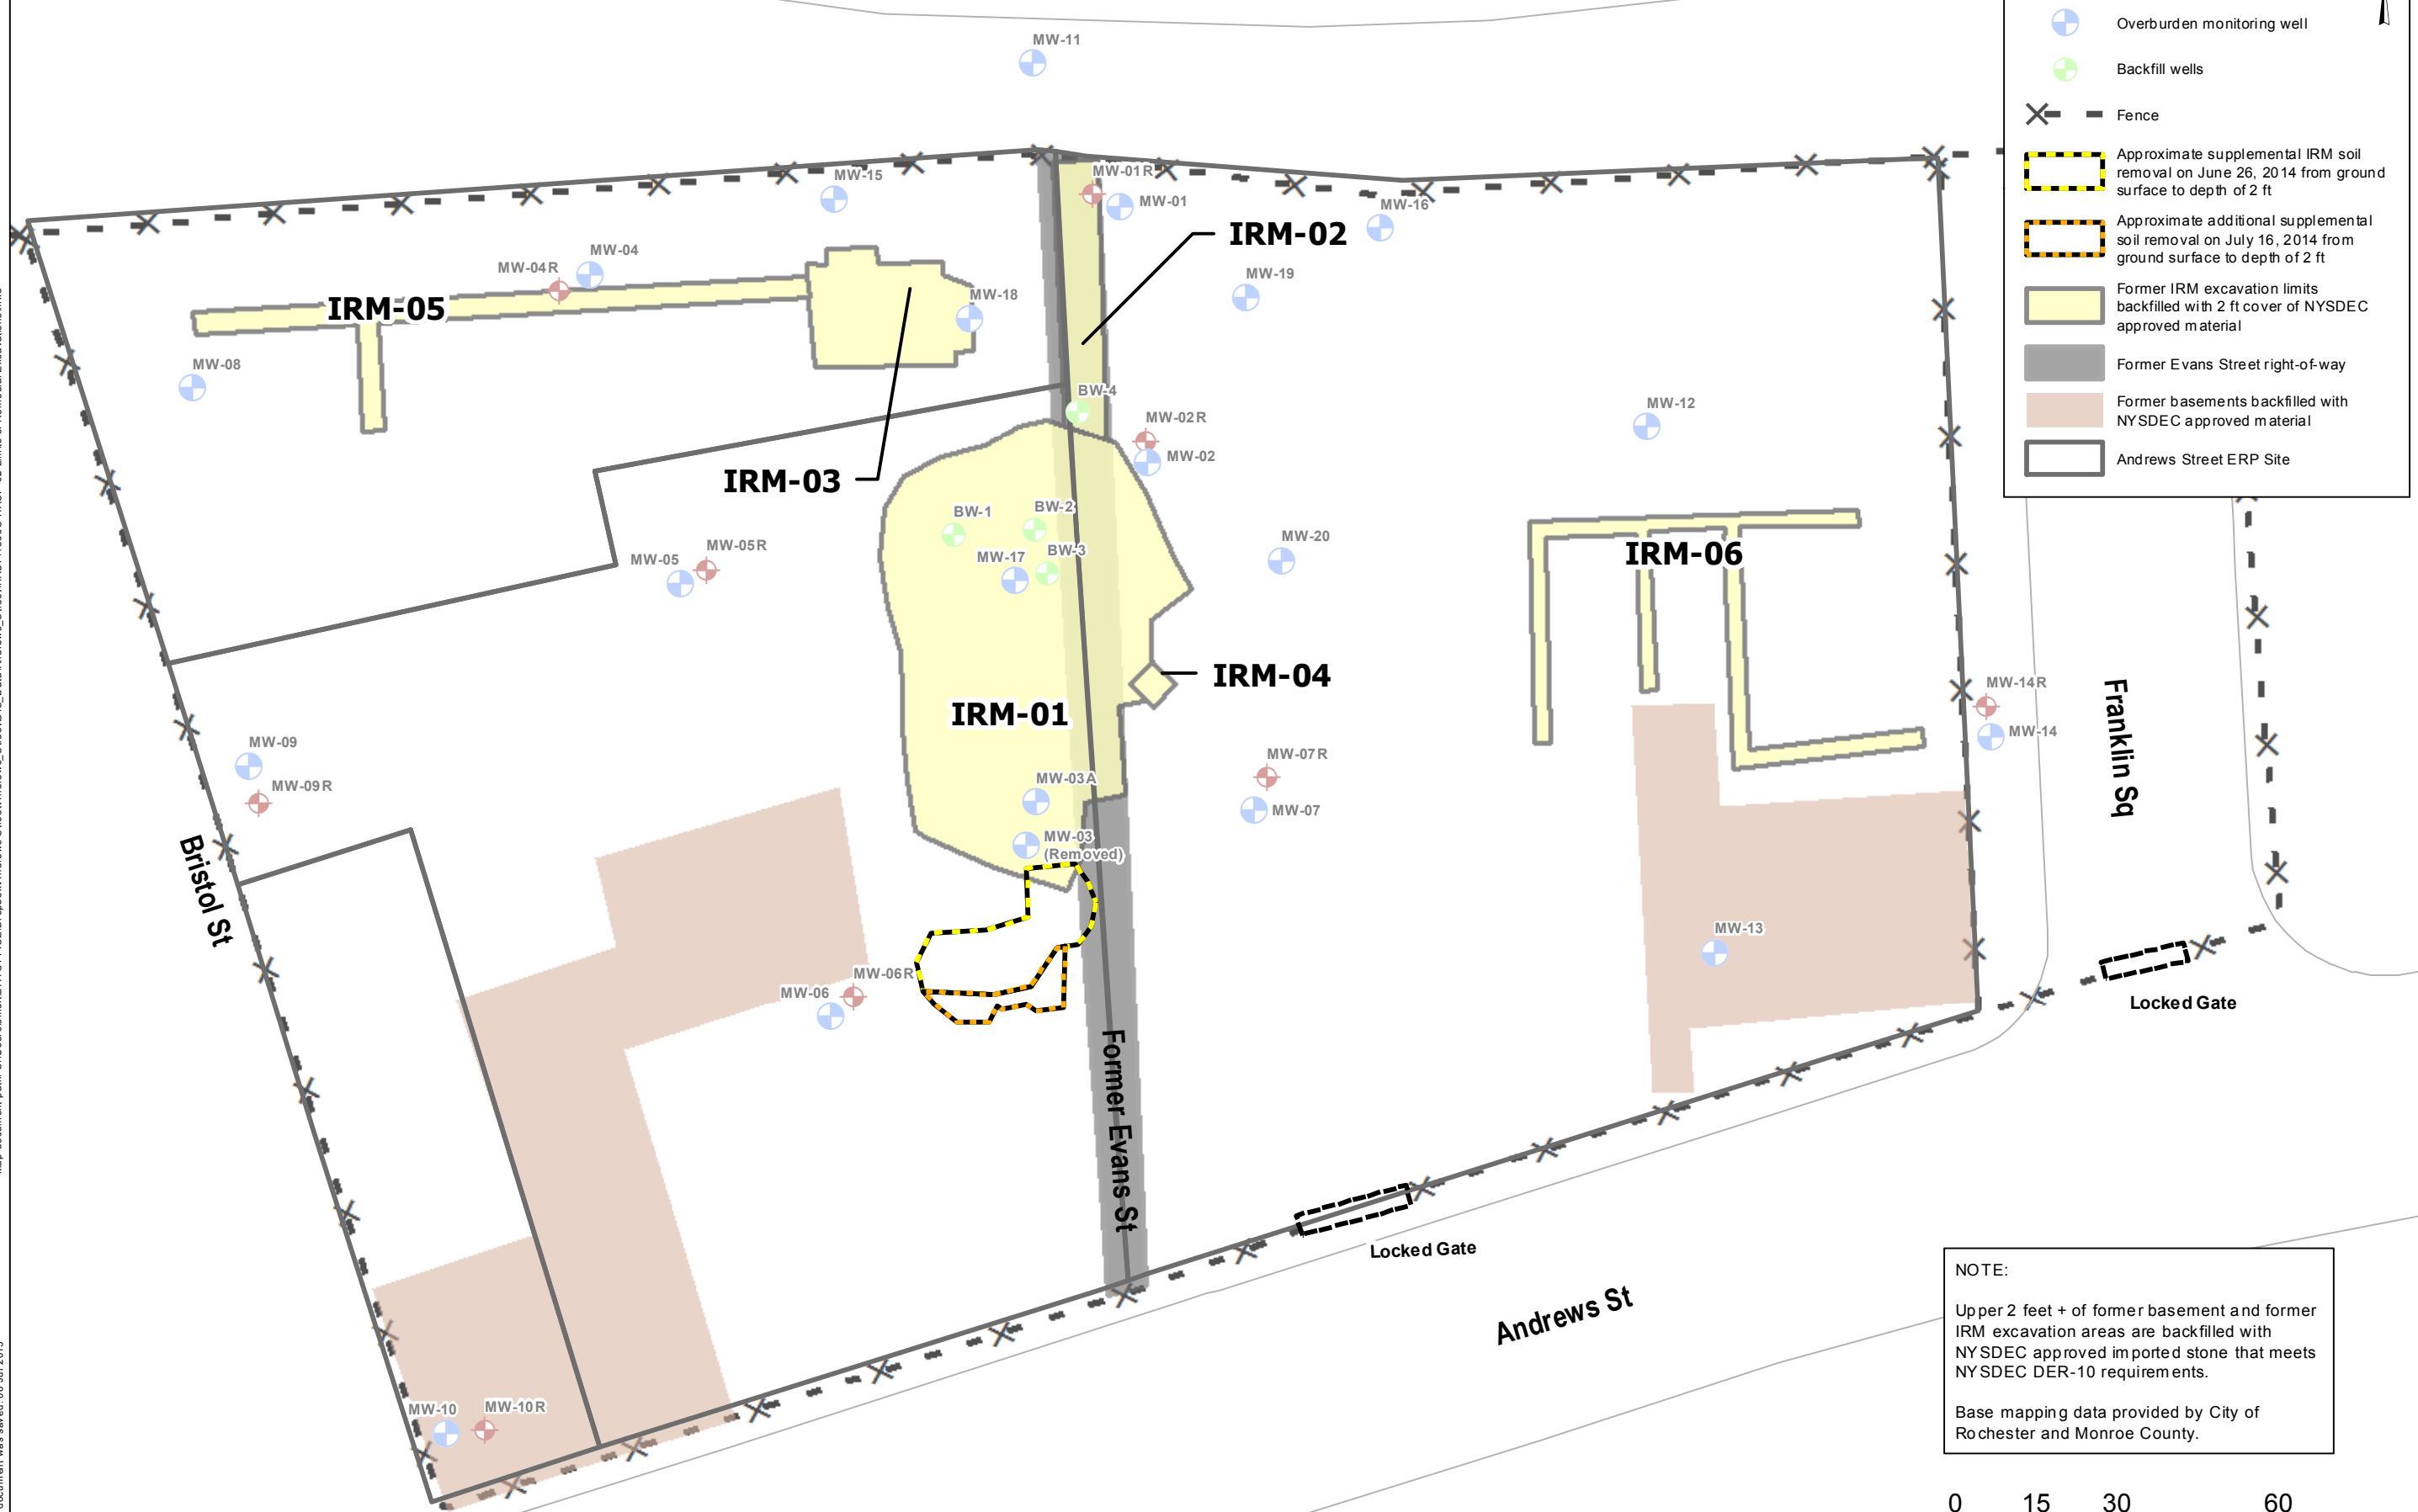 MW-11
MW-15
MW-01R
MW-01
MW-16
IRM-02
MW-04
MW-04R
MW-19
MW-18
IRM-05
MW-08
BW-4
MW-12
MW-02R
MW-02
IRM-03
BW-1
BW-2
MW-20
BW-3
MW-17
MW-05R
MW-05
IRM-06
IRM-04
IRM-01
MW-14R
MW-14
Franklin Sq
MW-09
MW-09R
MW-07R
MW-07
MW-03A
MW-03
(Removed)
Bristol St
MW-13
MW-06R
MW-06
Locked Gate
Former Evans St
Locked Gate
Andrews St
MW-10
MW-10R
Overburden monitoring well
Backfill wells
Fence
Approximate supplemental IRM soil
removal on June 26, 2014 from ground
surface to depth of 2 ft
Approximate additional supplemental
soil removal on July 16, 2014 from
ground surface to depth of 2 ft
Former IRM excavation limits
backfilled with 2 ft cover of NYSDEC
approved material
Former Evans Street right-of-way
Former basements backfilled with
NYSDEC approved material
Andrews Street ERP Site
NOTE:
Upper 2 feet + of former basement and former
IRM excavation areas are backfilled with
NYSDEC approved imported stone that meets
NYSDEC DER-10 requirements.
Base mapping data provided by City of
Rochester and Monroe County.
0 15 30 60